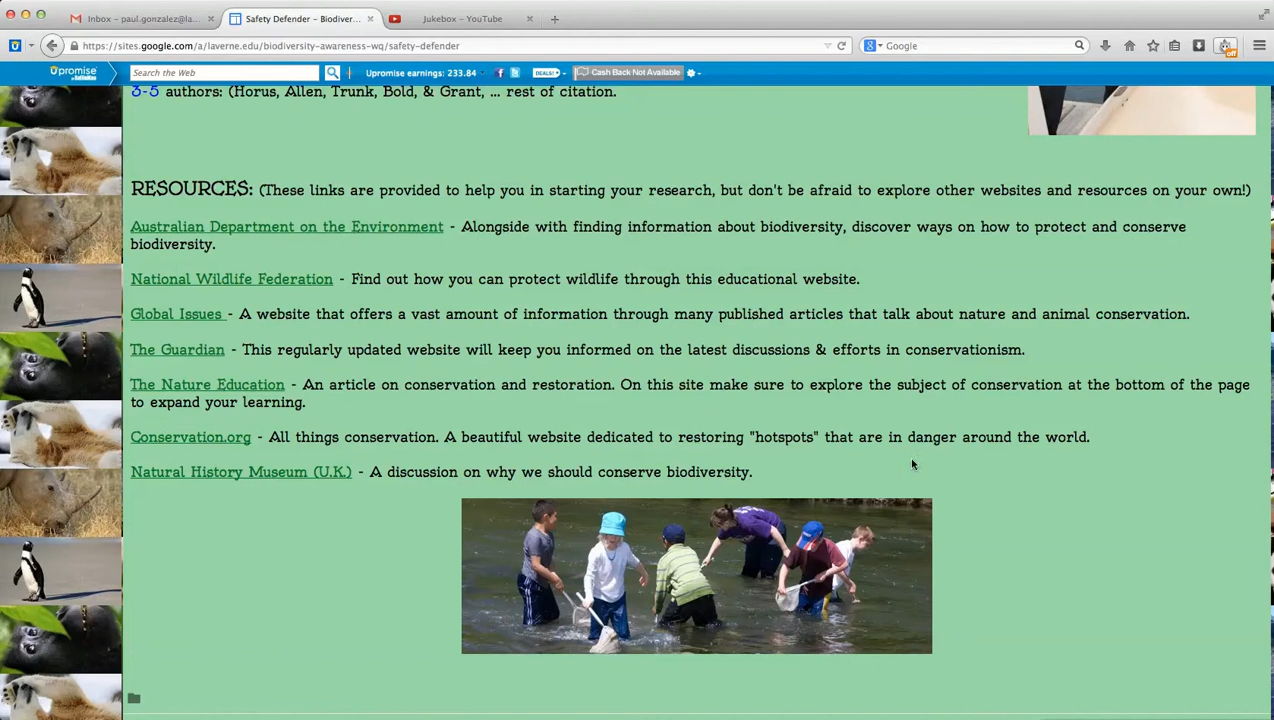 Inbox – paul.gonzalez@la...
Safety Defender – Biodiver...
Jukebox – YouTube
https://sites.google.com/a/laverne.edu/biodiversity-awareness-wq/safety-defender
Google
off
Upromise
Search the Web
Upromise earnings: 233.84
DEALS!
Cash Back Not Available
3-5 authors: (Horus, Allen, Trunk, Bold, & Grant, ... rest of citation.
RESOURCES: (These links are provided to help you in starting your research, but don't be afraid to explore other websites and resources on your own!)
Australian Department on the Environment - Alongside with finding information about biodiversity, discover ways on how to protect and conserve
biodiversity.
National Wildlife Federation - Find out how you can protect wildlife through this educational website.
Global Issues - A website that offers a vast amount of information through many published articles that talk about nature and animal conservation.
The Guardian - This regularly updated website will keep you informed on the latest discussions & efforts in conservationism.
The Nature Education - An article on conservation and restoration. On this site make sure to explore the subject of conservation at the bottom of the page
to expand your learning.
Conservation.org - All things conservation. A beautiful website dedicated to restoring "hotspots" that are in danger around the world.
Natural History Museum (U.K.) - A discussion on why we should conserve biodiversity.